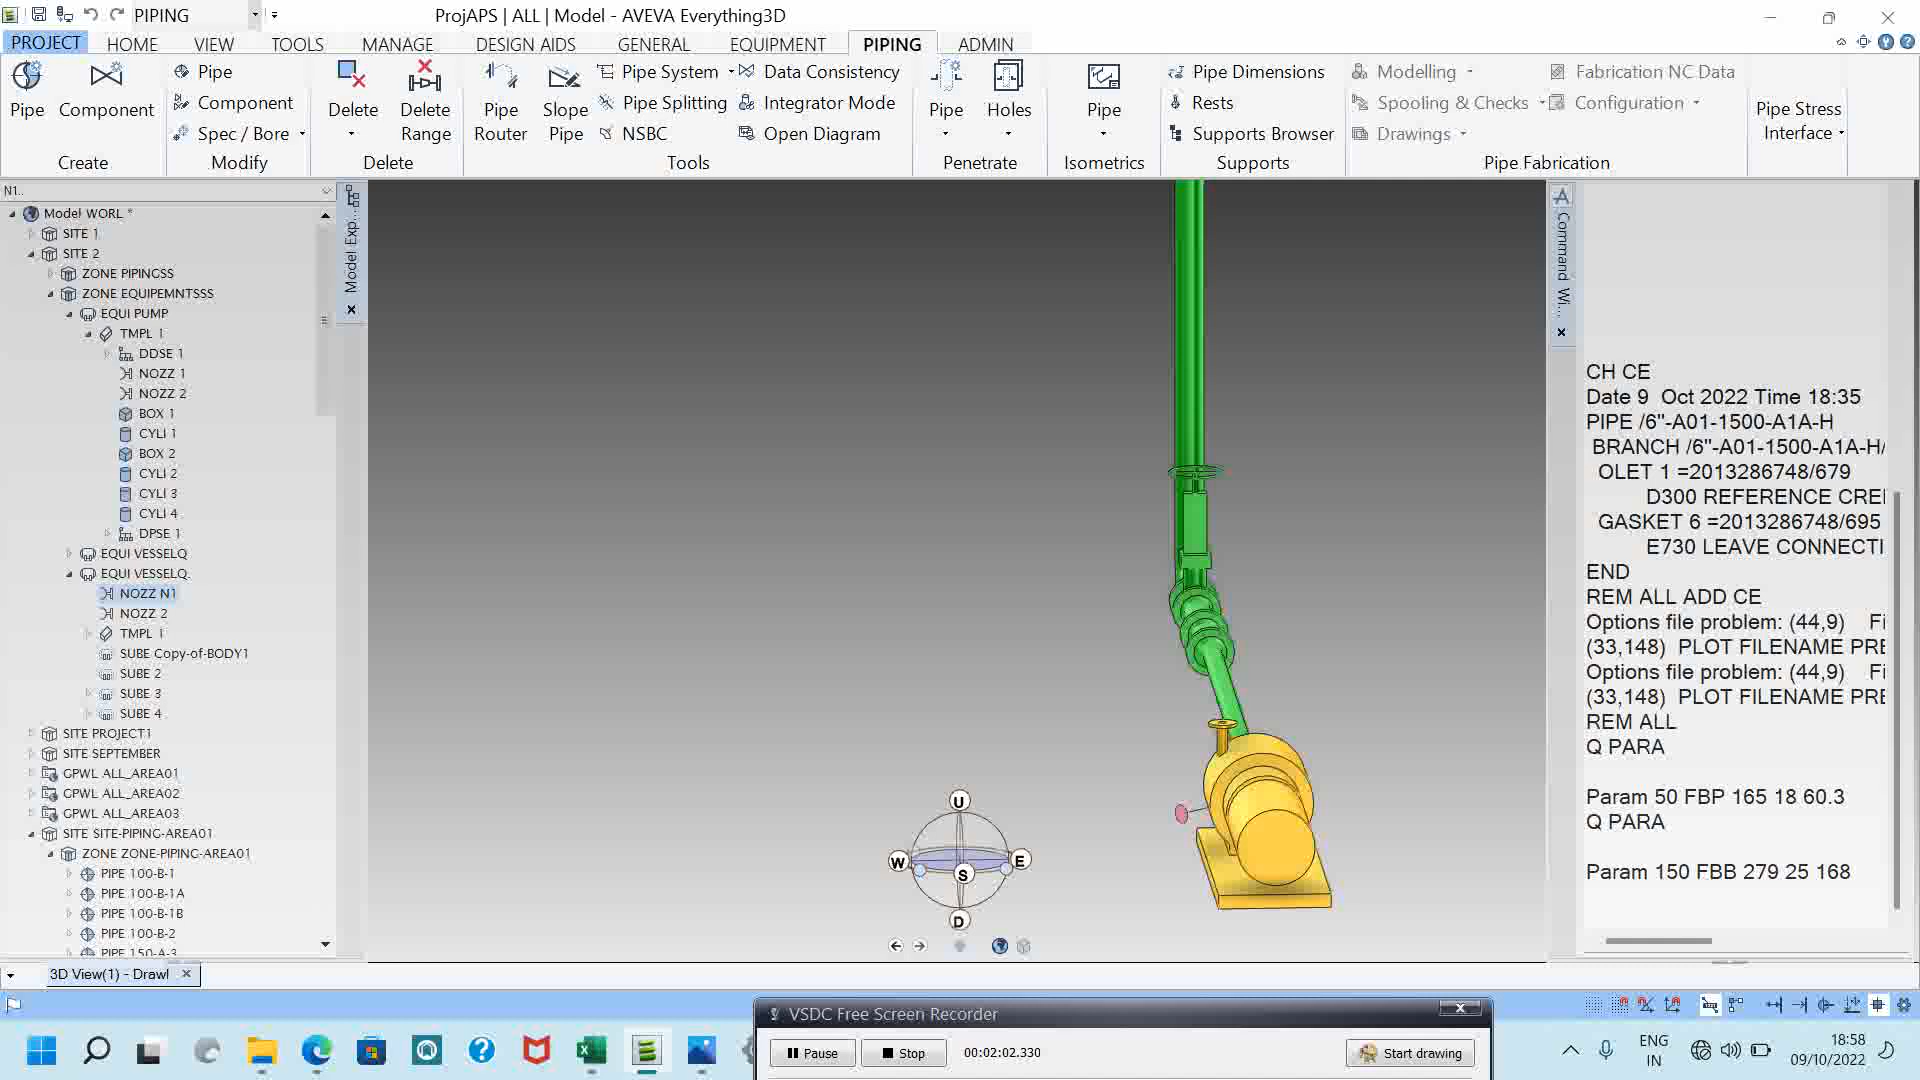 PIPING
ProjAPS | ALL | Model - AVEVA Everything3D
PROJECT HOME VIEW TOOLS MANAGE DESIGN AIDS GENERAL EQUIPMENT PIPING ADMIN
Pipe
Component
Create
Pipe
Component
Spec / Bore
Modify
Delete
Delete
Range
Delete
Pipe
Router
Slope
Pipe
Pipe System
Pipe Splitting
NSBC
Data Consistency
Integrator Mode
Open Diagram
Tools
Pipe
Holes
Penetrate
Pipe
Isometrics
Pipe Dimensions
Rests
Supports Browser
Supports
Modelling
Spooling & Checks
Drawings
Fabrication NC Data
Configuration
Pipe Fabrication
Pipe Stress
Interface
N1..
Model WORL *
SITE 1
SITE 2
ZONE PIPINGSS
ZONE EQUIPEMNTSSS
EQUI PUMP
TMPL 1
DDSE 1
NOZZ 1
NOZZ 2
BOX 1
CYLI 1
BOX 2
CYLI 2
CYLI 3
CYLI 4
DPSE 1
EQUI VESSELQ
EQUI VESSELQ.
NOZZ N1
NOZZ 2
TMPL 1
SUBE Copy-of-BODY1
SUBE 2
SUBE 3
SUBE 4
SITE PROJECT1
SITE SEPTEMBER
GPWL ALL_AREA01
GPWL ALL_AREA02
GPWL ALL_AREA03
SITE SITE-PIPING-AREA01
ZONE ZONE-PIPING-AREA01
PIPE 100-B-1
PIPE 100-B-1A
PIPE 100-B-1B
PIPE 100-B-2
PIPE 150-A-3
Model Exp...
U
W
S
E
D
Command Wi...
CH CE
Date 9 Oct 2022 Time 18:35
PIPE /6"-A01-1500-A1A-H
BRANCH /6"-A01-1500-A1A-H/
OLET 1 =2013286748/679
D300 REFERENCE CREI
GASKET 6 =2013286748/695
E730 LEAVE CONNECTI
END
REM ALL ADD CE
Options file problem: (44,9) Fi
(33,148) PLOT FILENAME PRE
Options file problem: (44,9) Fi
(33,148) PLOT FILENAME PRE
REM ALL
Q PARA
Param 50 FBP 165 18 60.3
Q PARA
Param 150 FBB 279 25 168
3D View(1) - Drawl
VSDC Free Screen Recorder
Pause
Stop
00:02:02.330
Start drawing
ENG
IN
18:58
09/10/2022